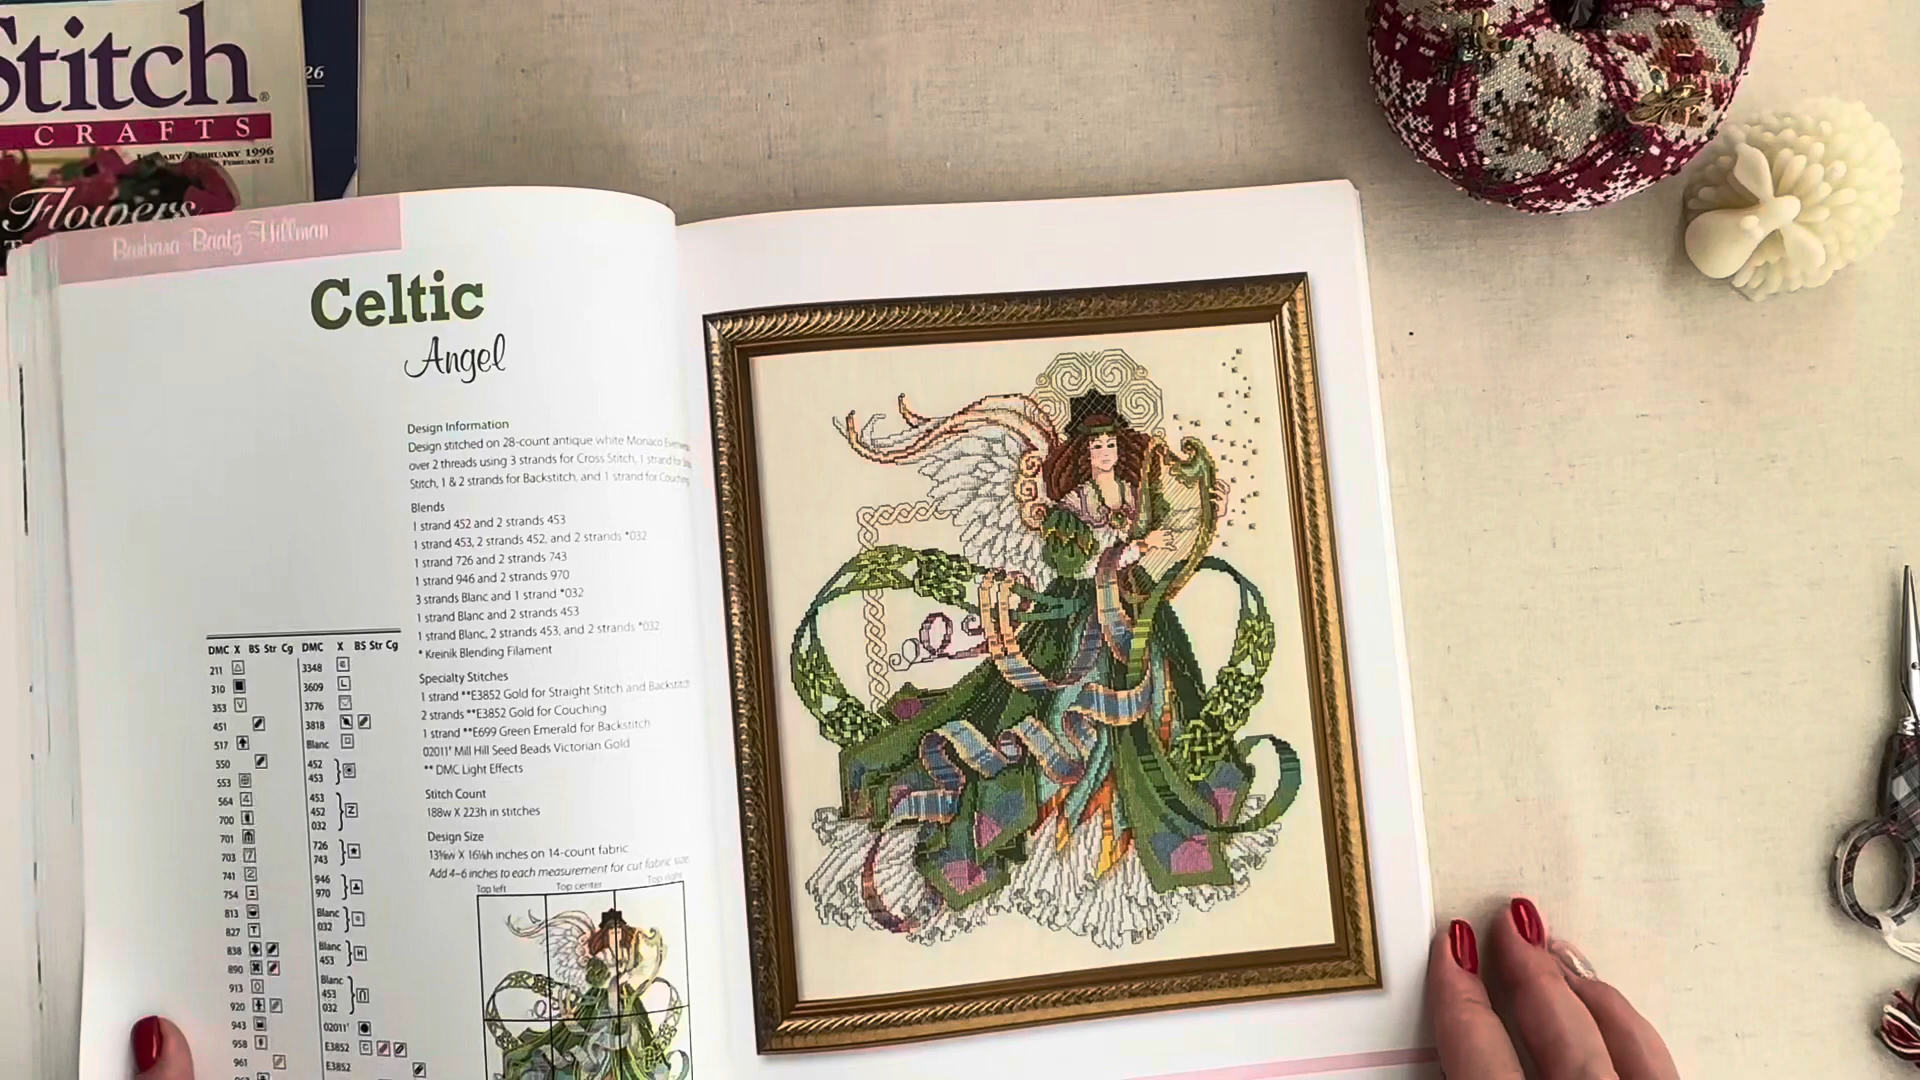 Stitch®
CRAFTS
JANUARY/FEBRUARY 1996
FEBRUARY 12
Flowers
26
Barbara Baatz Hillman
Celtic
Angel
Design Information
Design stitched on 28-count antique white Monaco
over 2 threads using 3 strands for Cross Stitch, 1 strand for
Stitch, 1 & 2 strands for Backstitch, and 1 strand for Couching
Blends
1 strand 452 and 2 strands 453
1 strand 453, 2 strands 452, and 2 strands *032
1 strand 726 and 2 strands 743
1 strand 946 and 2 strands 970
3 strands Blanc and 1 strand *032
1 strand Blanc and 2 strands 453
1 strand Blanc, 2 strands 453, and 2 strands *032
* Kreinik Blending Filament
Specialty Stitches
1 strand **E3852 Gold for Straight Stitch and Backstitch
2 strands **E3852 Gold for Couching
1 strand **E699 Green Emerald for Backstitch
02011† Mill Hill Seed Beads Victorian Gold
** DMC Light Effects
Stitch Count
188w X 223h in stitches
Design Size
X inches on 14-count fabric
Add 4–6 inches to each measurement for cut fabric size
Top left Top center Top right
DMC X BS Str Cg DMC X BS Str Cg
211 3348
310 3609
353 V 3776
451 3818
517 Blanc
550 452
553 453
564 4 453
700 452
701 032
703 7 726
741 2 743
754 946
813 970
827 T Blanc
032
838 Blanc
890 453
913 Blanc
920 453
032
943 02011†
958 E3852
961 E3852